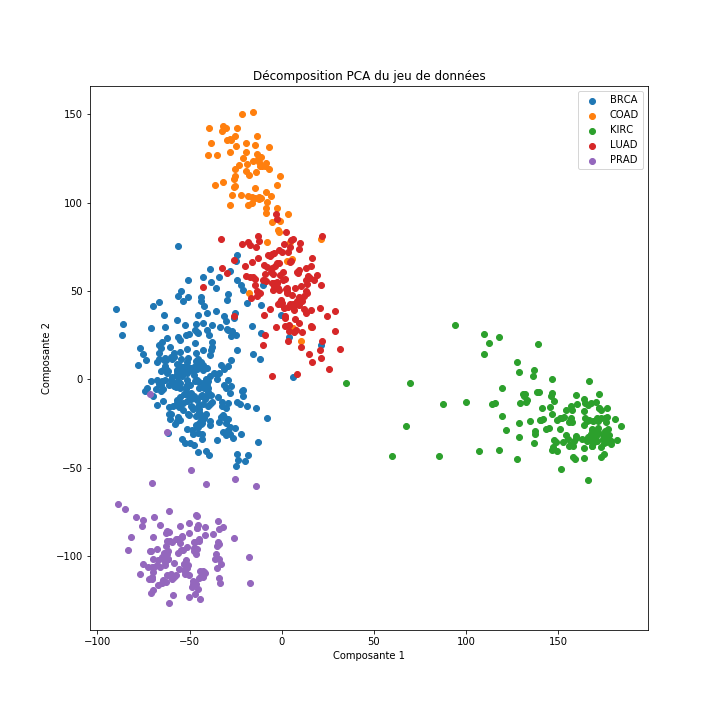 Décomposition PCA du jeu de données
BRCA
COAD
KIRC
LUAD
PRAD
150
100
50
0
−50
−100
Composante 2
−100
−50
0
50
100
150
Composante 1